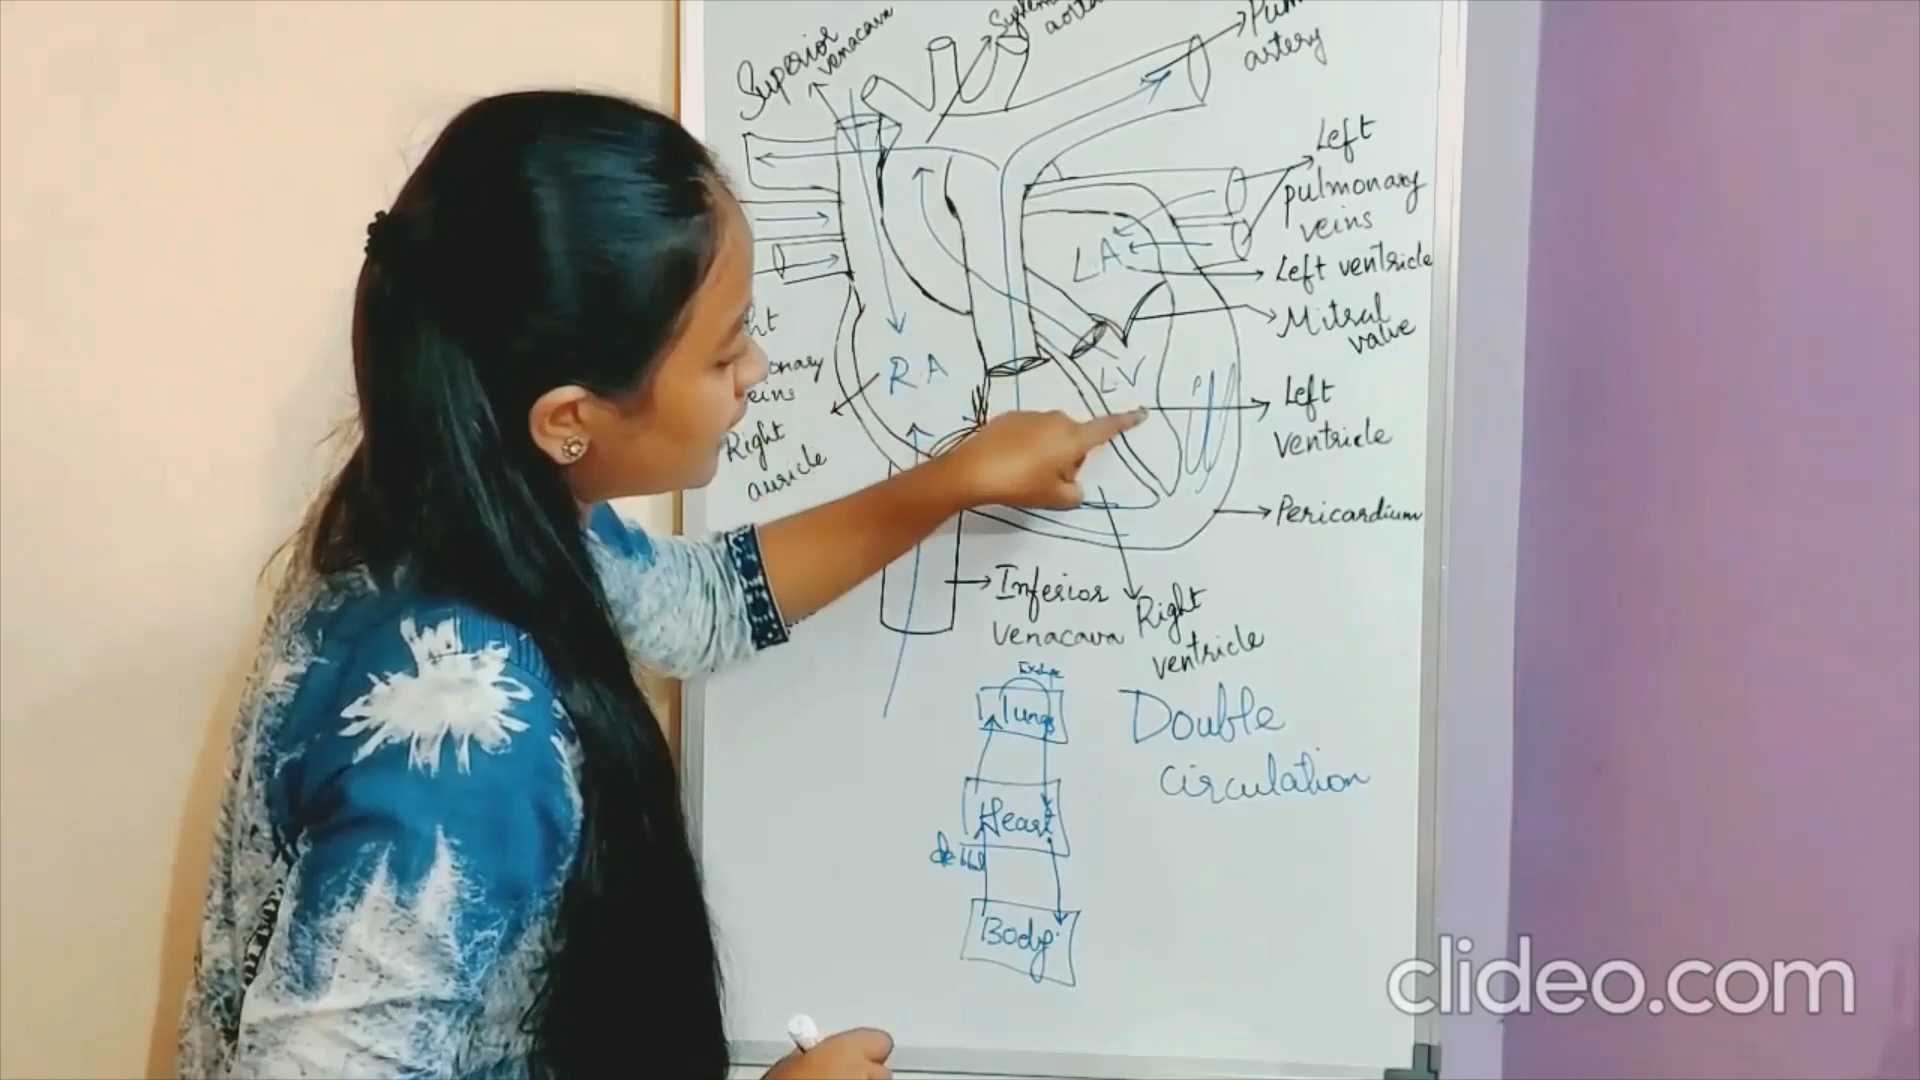 Superior
venacava
aorta
artery
Left
pulmonary
veins
LA
Left ventricle
Mitral
valve
RA
LV
Left
ventricle
Right
auricle
Pericardium
Inferior
venacava
Right
ventricle
Lungs
Double
circulation
Heart
Body
clideo.com